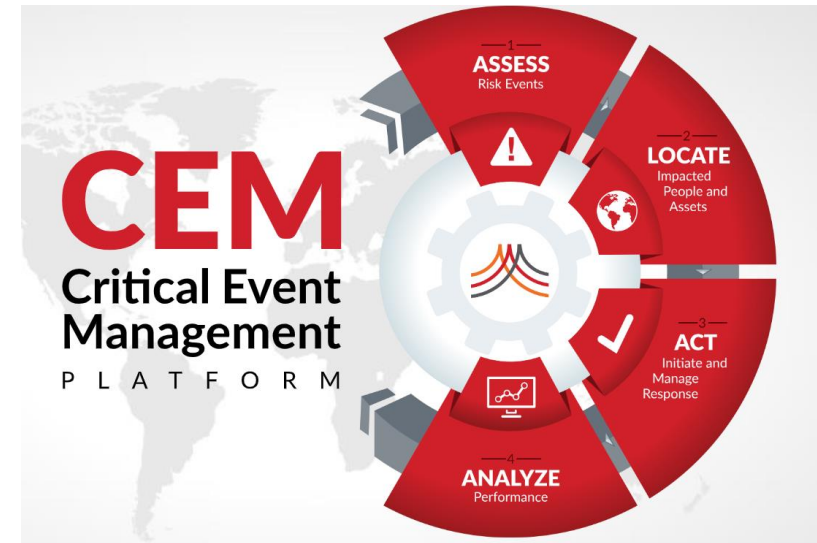 CEM
Critical Event
Management
PLATFORM
1
ASSESS
Risk Events
2
LOCATE
Impacted
People and
Assets
3
ACT
Initiate and
Manage
Response
4
ANALYZE
Performance